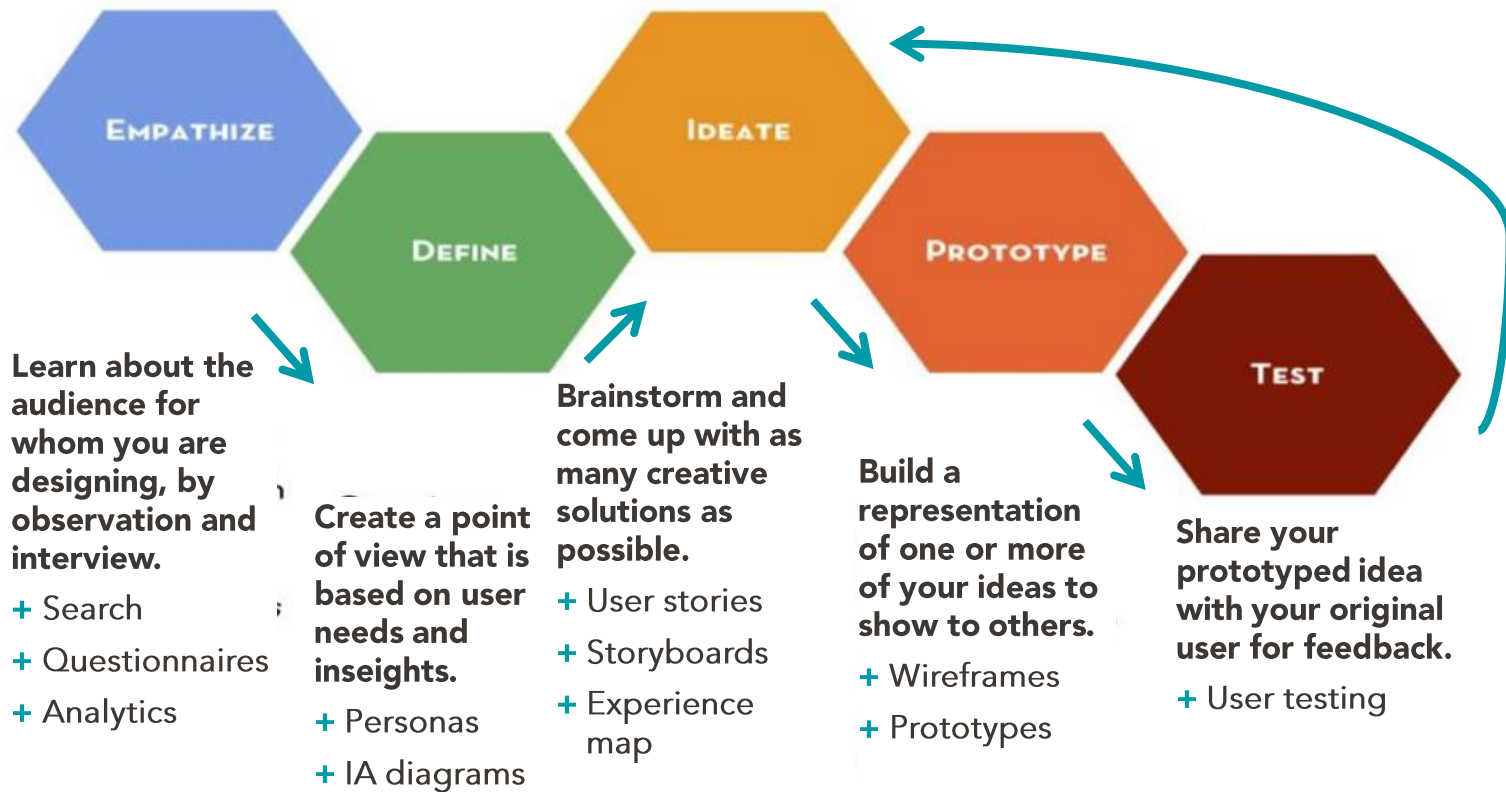 EMPATHIZE
DEFINE
IDEATE
PROTOTYPE
TEST
Learn about the
audience for
whom you are
designing, by
observation and
interview.
+ Search
+ Questionnaires
+ Analytics
Create a point
of view that is
based on user
needs and
inseights.
+ Personas
+ IA diagrams
Brainstorm and
come up with as
many creative
solutions as
possible.
+ User stories
+ Storyboards
+ Experience
map
Build a
representation
of one or more
of your ideas to
show to others.
+ Wireframes
+ Prototypes
Share your
prototyped idea
with your original
user for feedback.
+ User testing